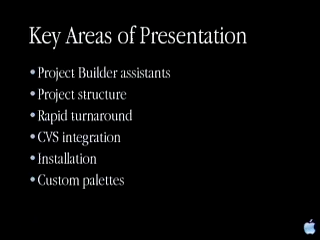 Key Areas of Presentation
• Project Builder assistants
• Project structure
• Rapid turnaround
• CVS integration
• Installation
• Custom palettes